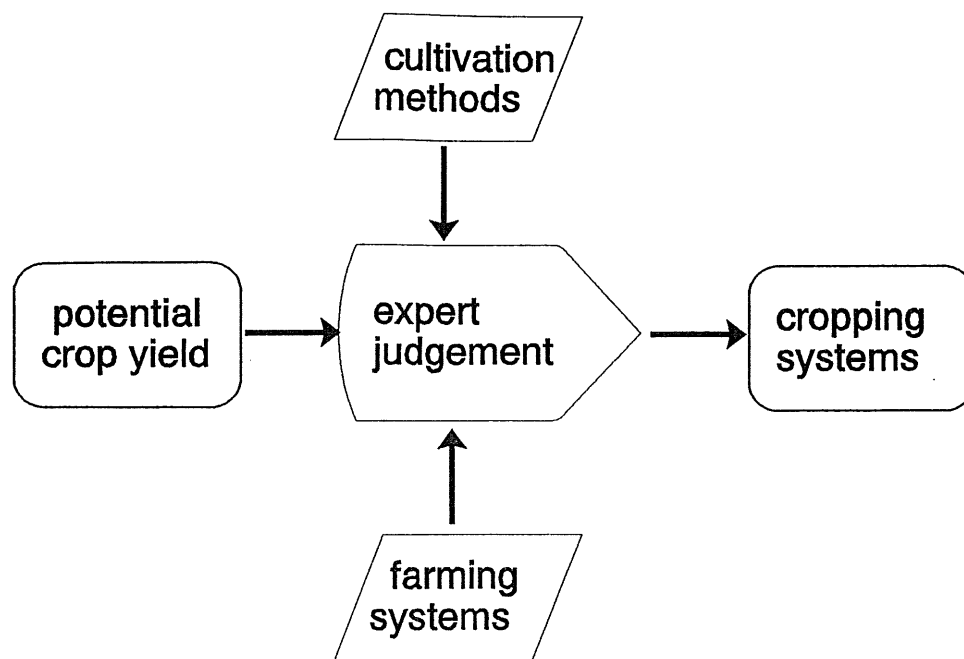 cultivation
methods
potential
crop yield
expert
judgement
cropping
systems
farming
systems